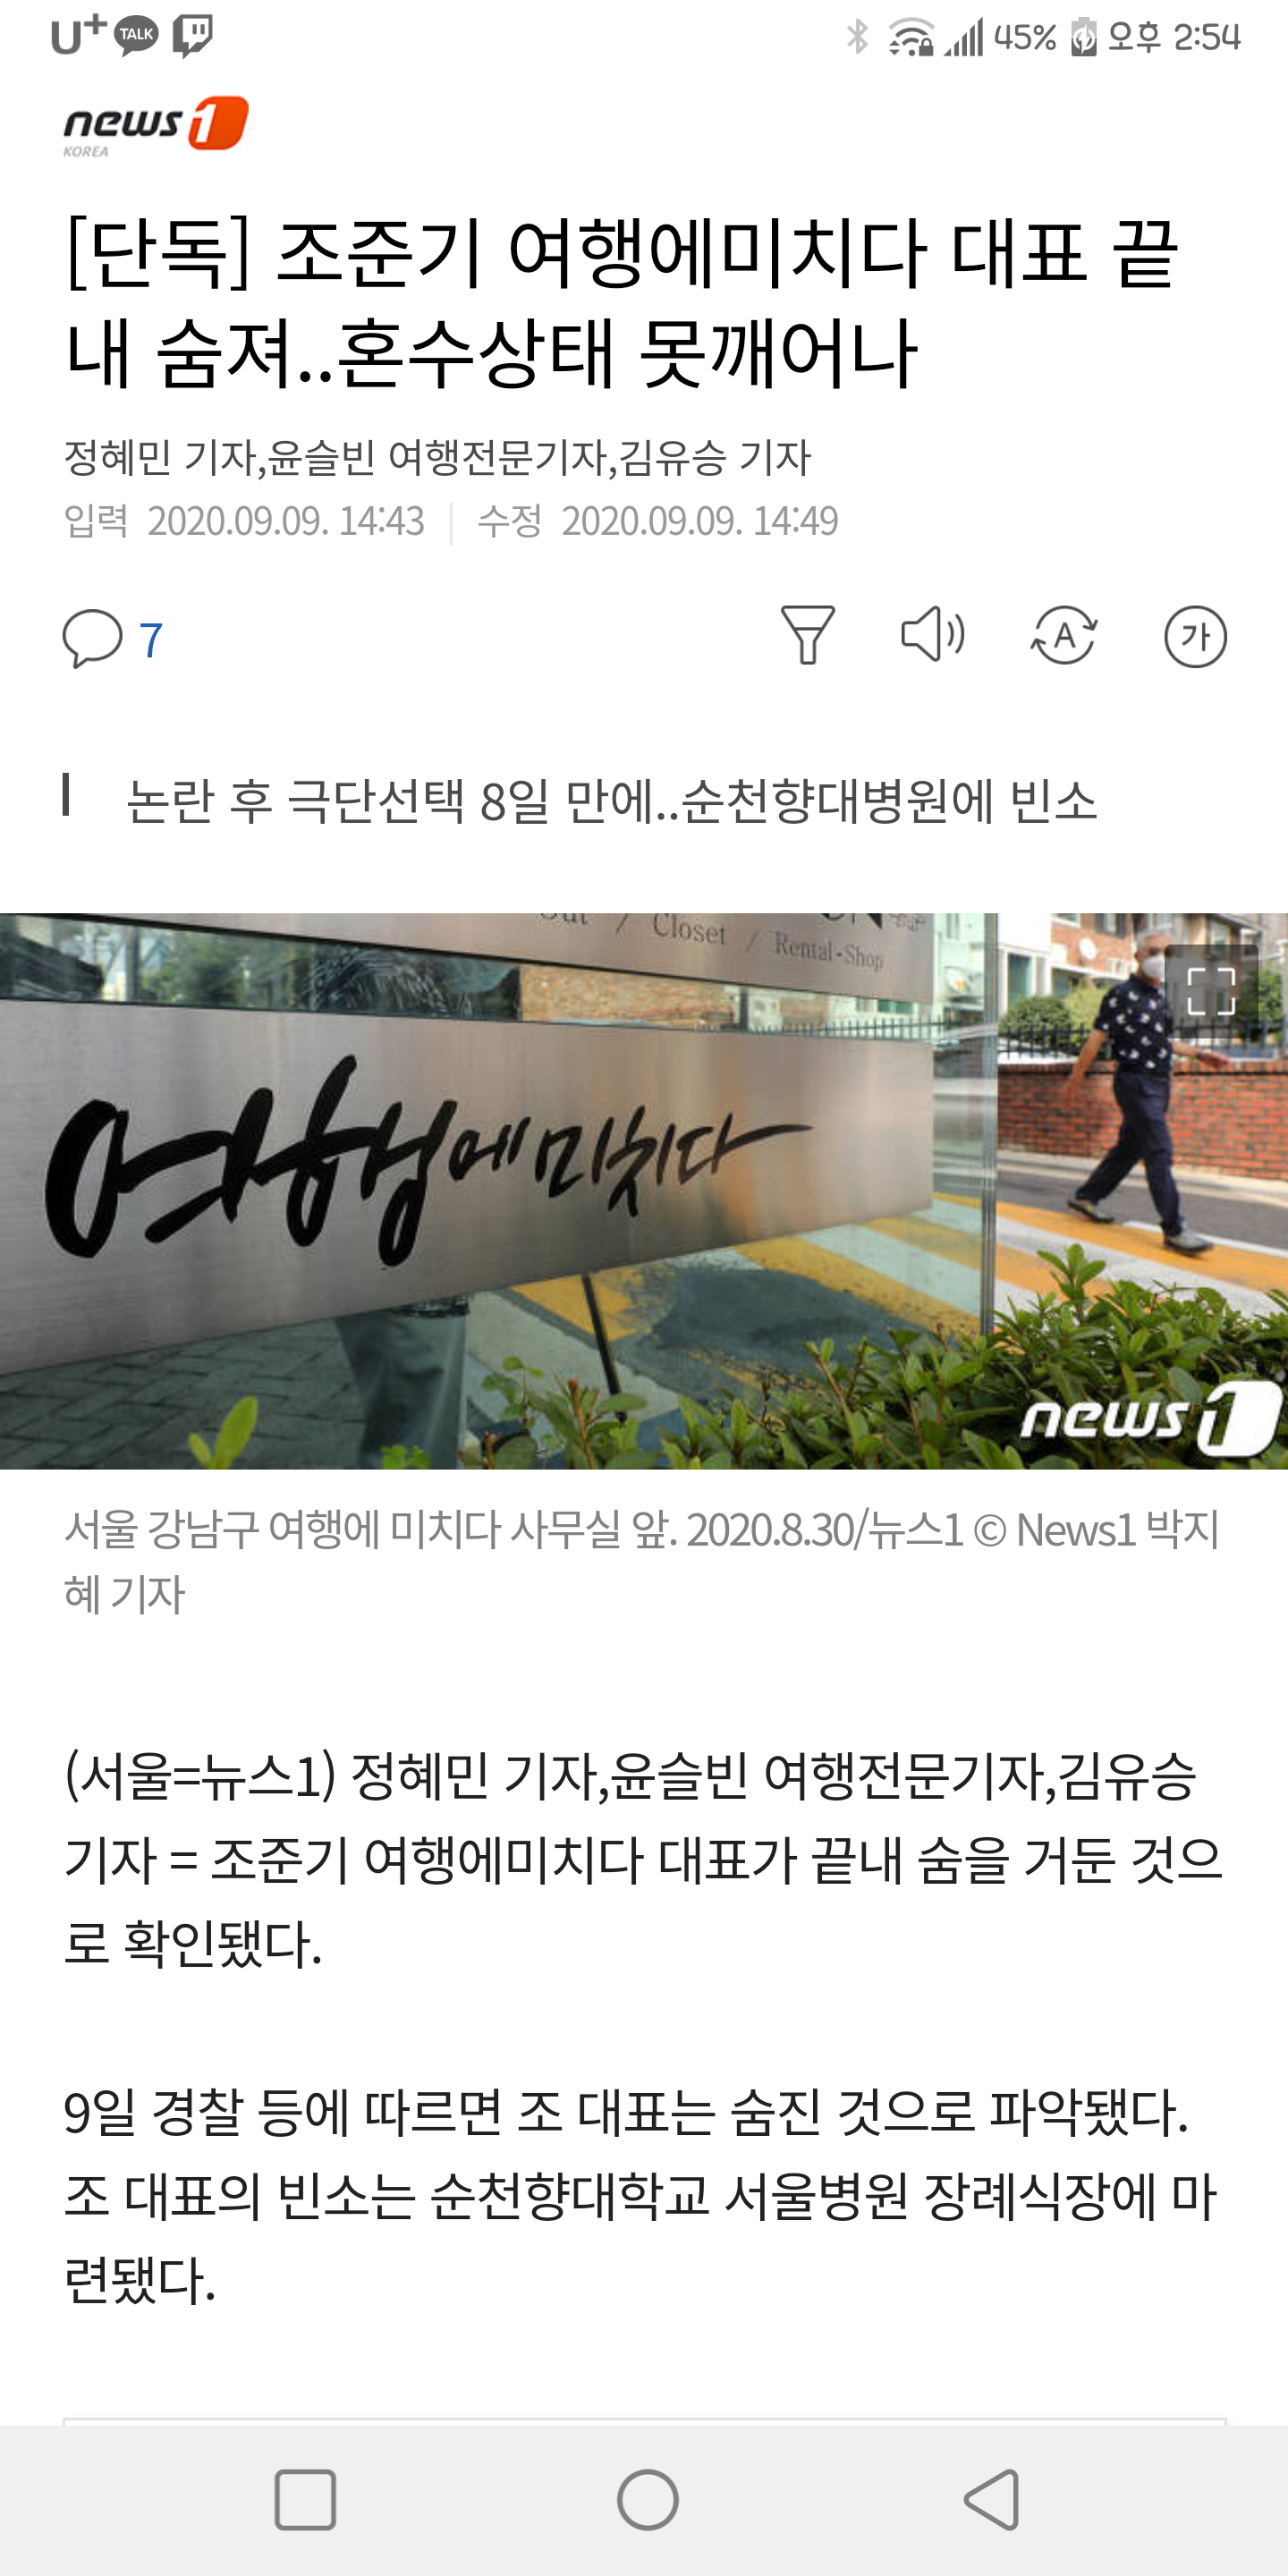 U+ TALK 45% 오후 2:54
news1
KOREA
[단독] 조준기 여행에미치다 대표 끝
내 숨져..혼수상태 못깨어나
정혜민 기자,윤슬빈 여행전문기자,김유승 기자
입력 2020.09.09. 14:43 수정 2020.09.09. 14:49
7 A 가
논란 후 극단선택 8일 만에..순천향대병원에 빈소
/ Closet / Rental-Shop
여행에미치다
news1
서울 강남구 여행에 미치다 사무실 앞. 2020.8.30/뉴스1 © News1 박지
혜 기자
(서울=뉴스1) 정혜민 기자,윤슬빈 여행전문기자,김유승
기자 = 조준기 여행에미치다 대표가 끝내 숨을 거둔 것으
로 확인됐다.
9일 경찰 등에 따르면 조 대표는 숨진 것으로 파악됐다.
조 대표의 빈소는 순천향대학교 서울병원 장례식장에 마
련됐다.